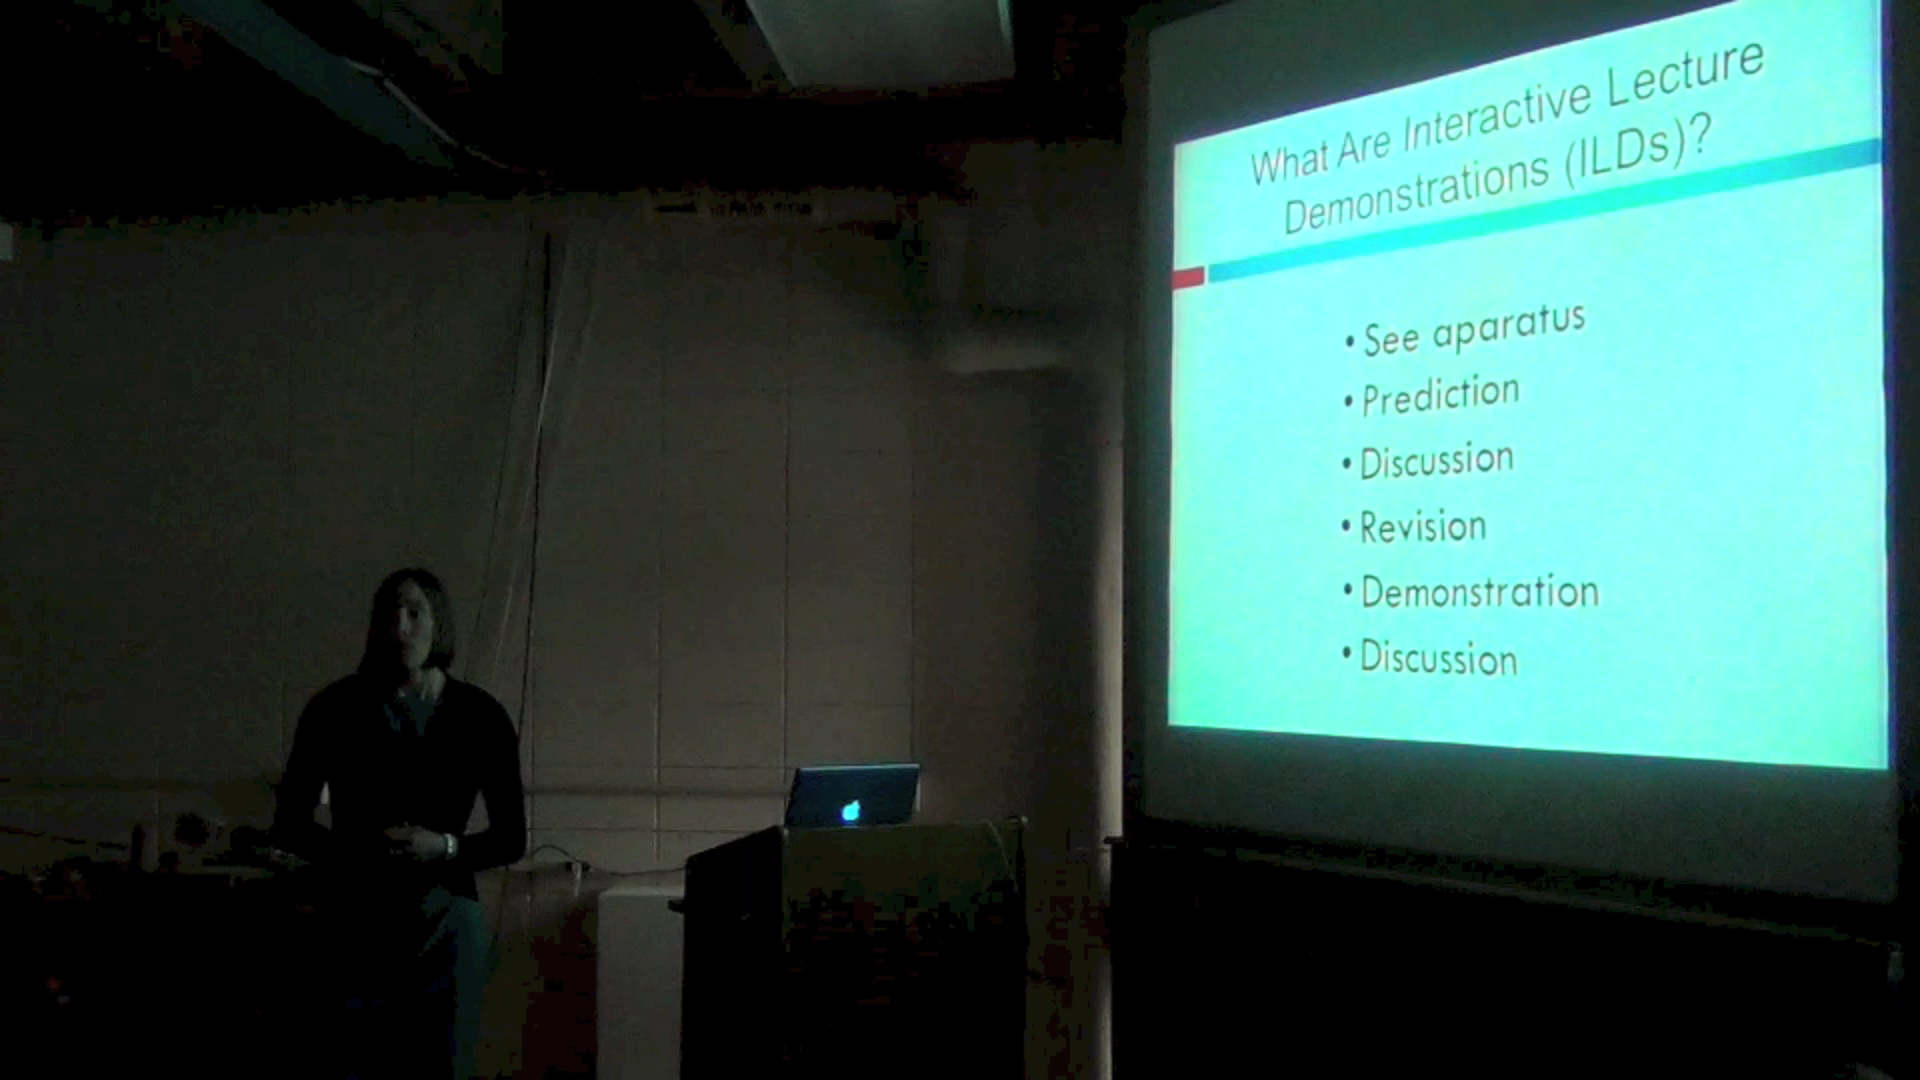 What Are Interactive Lecture
Demonstrations (ILDs)?
• See aparatus
• Prediction
• Discussion
• Revision
• Demonstration
• Discussion